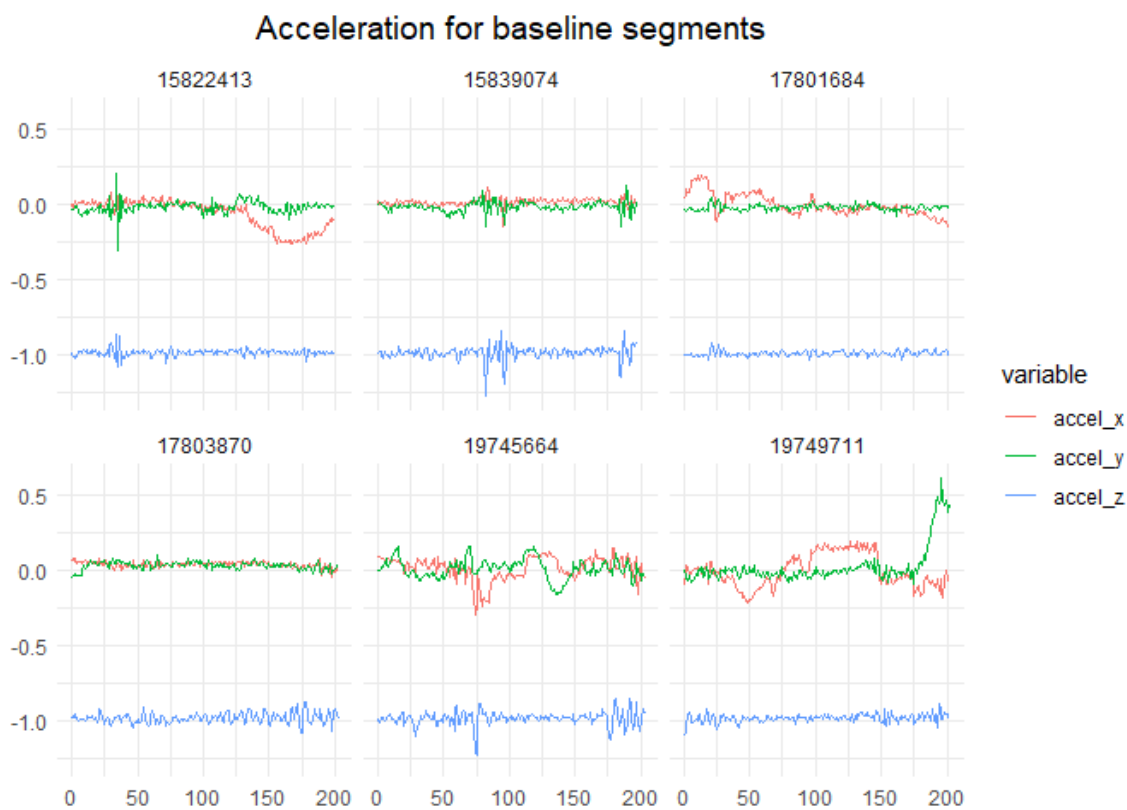 Acceleration for baseline segments
15822413 15839074 17801684
0.5
0.0
-0.5
-1.0
17803870 19745664 19749711
0.5
0.0
-0.5
-1.0
0 50 100 150 200 0 50 100 150 200 0 50 100 150 200
variable
accel_x
accel_y
accel_z